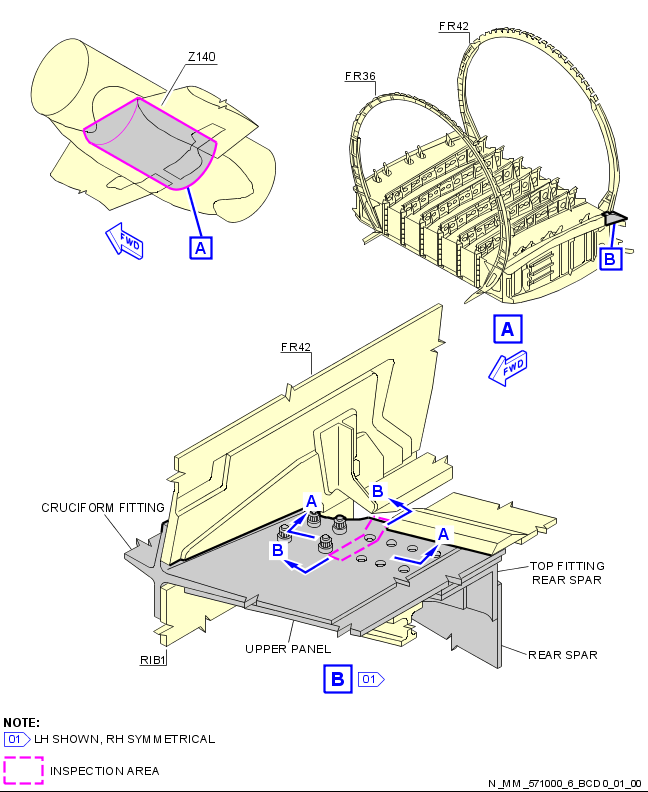 Z140
A
FWD
FR42
FR36
B
A
FWD
FR42
CRUCIFORM FITTING
A
B
A
B
TOP FITTING
REAR SPAR
UPPER PANEL
RIB1
REAR SPAR
B 01
NOTE:
01 LH SHOWN, RH SYMMETRICAL
INSPECTION AREA
N_MM_571000_6_BCD0_01_00